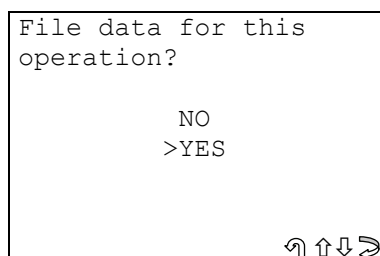 File data for this
operation?
NO
>YES
⇧⇩